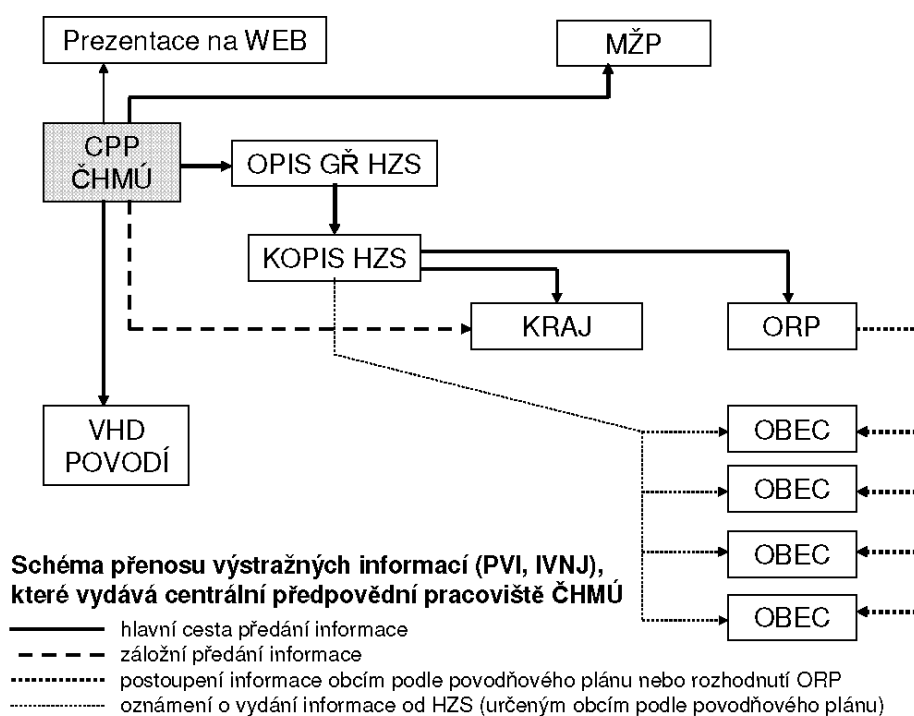 Prezentace na WEB
MŽP
CPP
ČHMÚ
OPIS GŘ HZS
KOPIS HZS
KRAJ
ORP
VHD
POVODÍ
OBEC
OBEC
OBEC
OBEC
Schéma přenosu výstražných informací (PVI, IVNJ),
které vydává centrální předpovědní pracoviště ČHMÚ
hlavní cesta předání informace
záložní předání informace
postoupení informace obcím podle povodňového plánu nebo rozhodnutí ORP
oznámení o vydání informace od HZS (určeným obcím podle povodňového plánu)